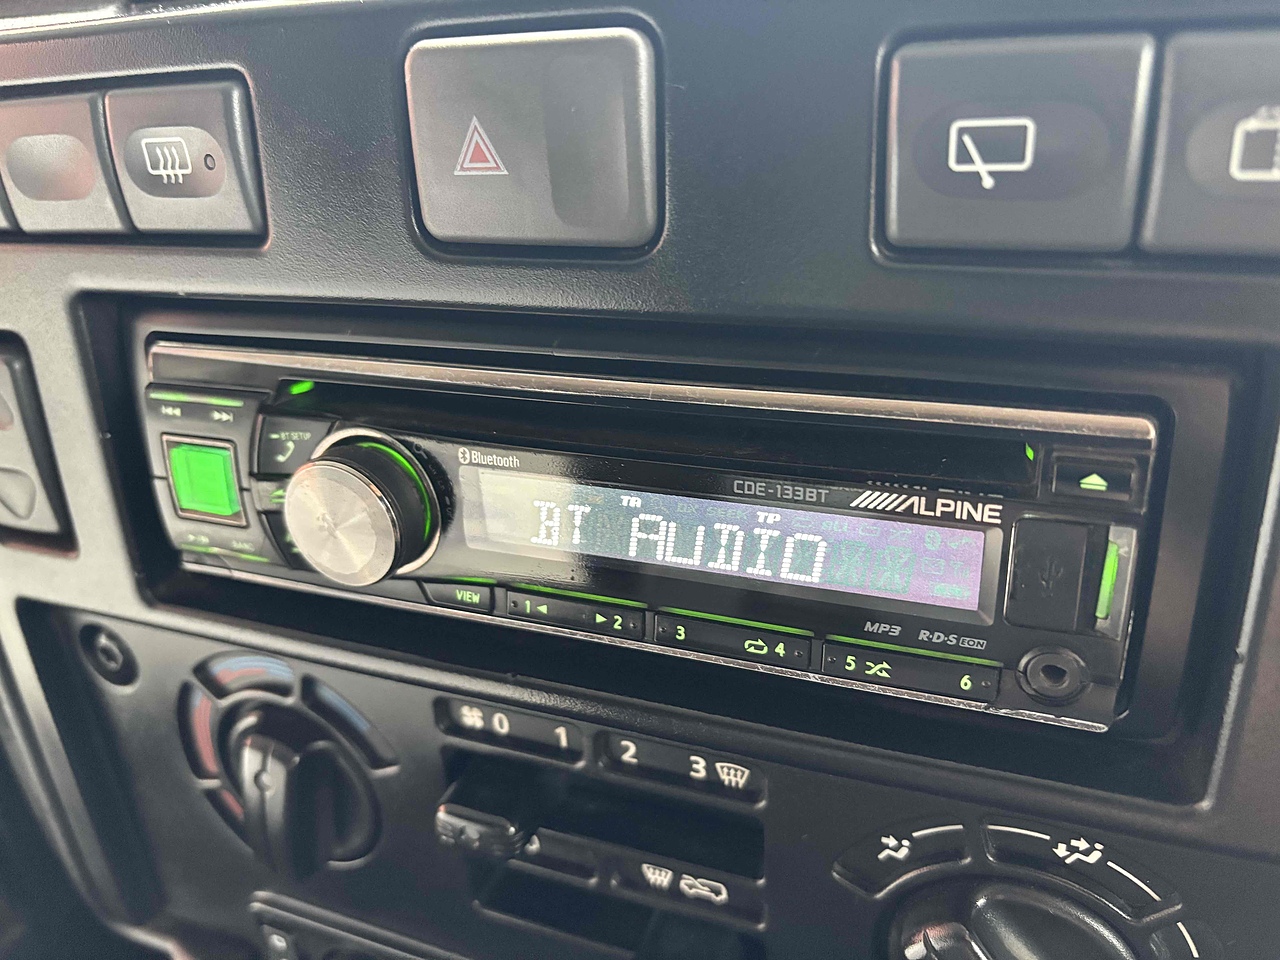 BT SETUP
Bluetooth
CDE-133BT
ALPINE
TA
TP
BT AUDIO
VIEW
1
2
3
4
5
6
MP3
R·D·S EON
0
1
2
3